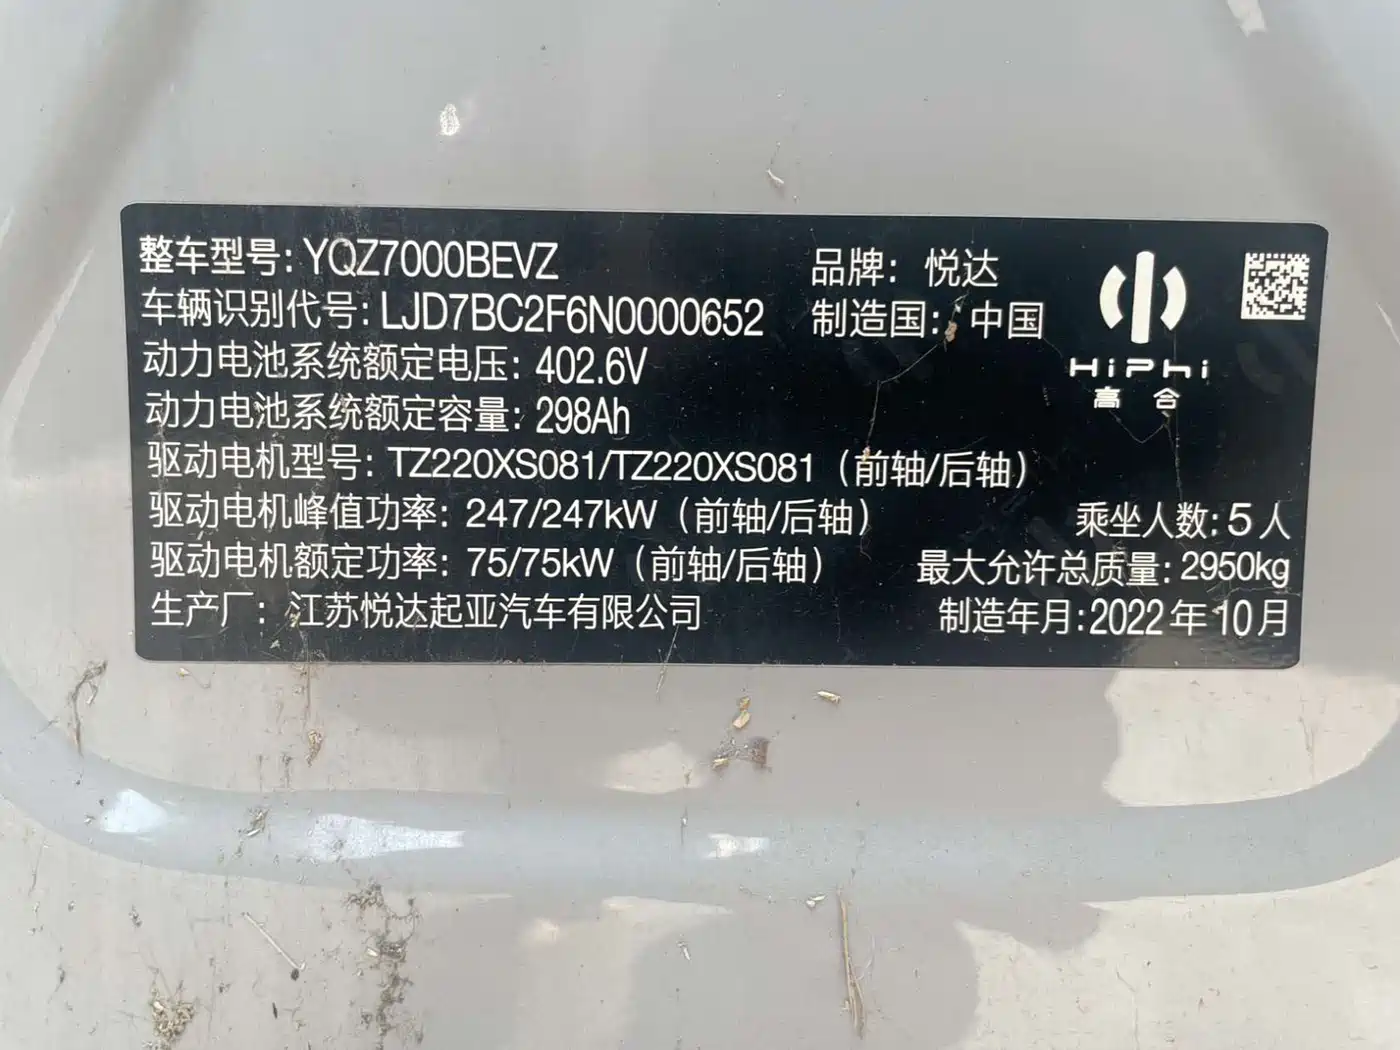 整车型号: YQZ7000BEVZ
品牌: 悦达
车辆识别代号: LJD7BC2F6N0000652
制造国: 中国
HiPhi
高合
动力电池系统额定电压: 402.6V
动力电池系统额定容量: 298Ah
驱动电机型号: TZ220XS081/TZ220XS081（前轴/后轴）
驱动电机峰值功率: 247/247kW（前轴/后轴）
乘坐人数: 5人
驱动电机额定功率: 75/75kW（前轴/后轴）
最大允许总质量: 2950kg
生产厂: 江苏悦达起亚汽车有限公司
制造年月: 2022年10月